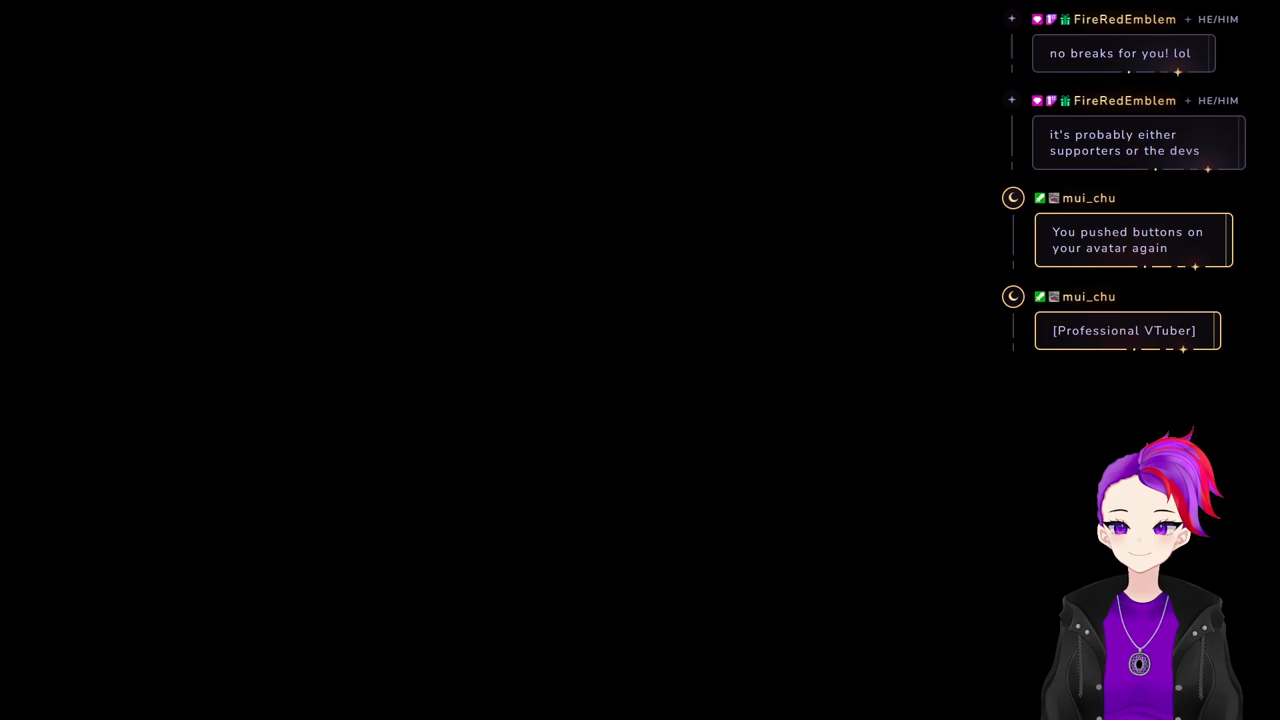 FireRedEmblem HE/HIM
no breaks for you! lol
FireRedEmblem HE/HIM
it's probably either
supporters or the devs
mui_chu
You pushed buttons on
your avatar again
mui_chu
[Professional VTuber]